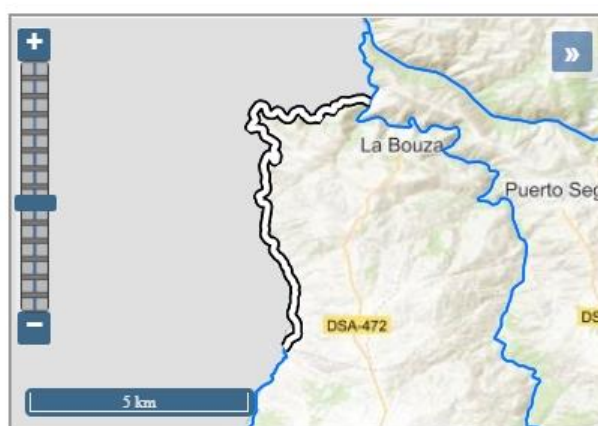 +
»
La Bouza
Puerto Seg
DSA-472
DS
−
5 km